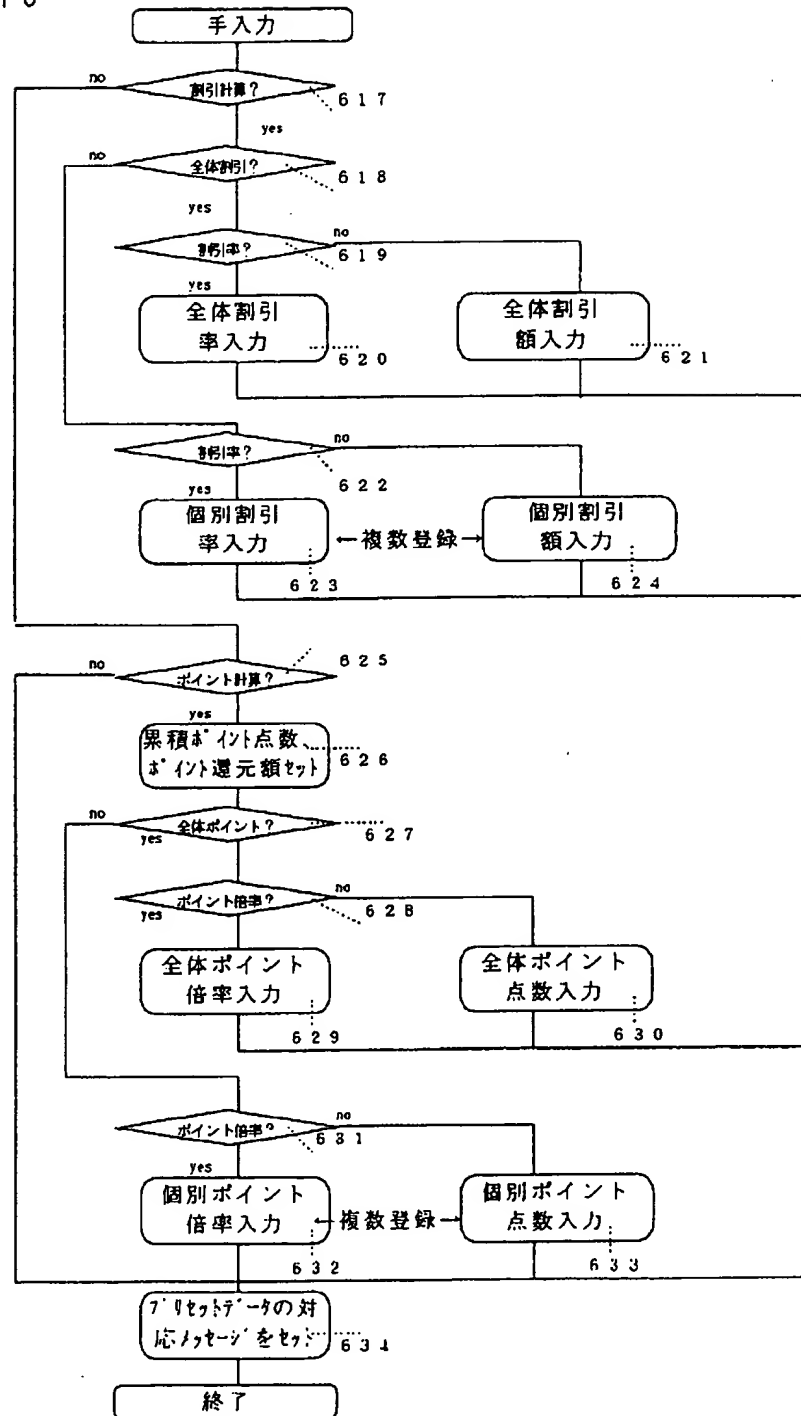 手入力
no
割引計算?
617
yes
no
全体割引?
618
yes
no
割引率?
619
yes
全体割引
率入力
620
全体割引
額入力
621
no
割引率?
622
yes
個別割引
率入力
623
←複数登録→
個別割引
額入力
624
625
no
ポイント計算?
yes
累積ポイント点数、
ポイント還元額セット
626
no
全体ポイント?
yes
627
no
ポイント倍率?
yes
628
全体ポイント
倍率入力
629
全体ポイント
点数入力
630
no
ポイント倍率?
631
yes
個別ポイント
倍率入力
632
←複数登録→
個別ポイント
点数入力
633
プリセットデータの対
応メッセージをセット
634
終了